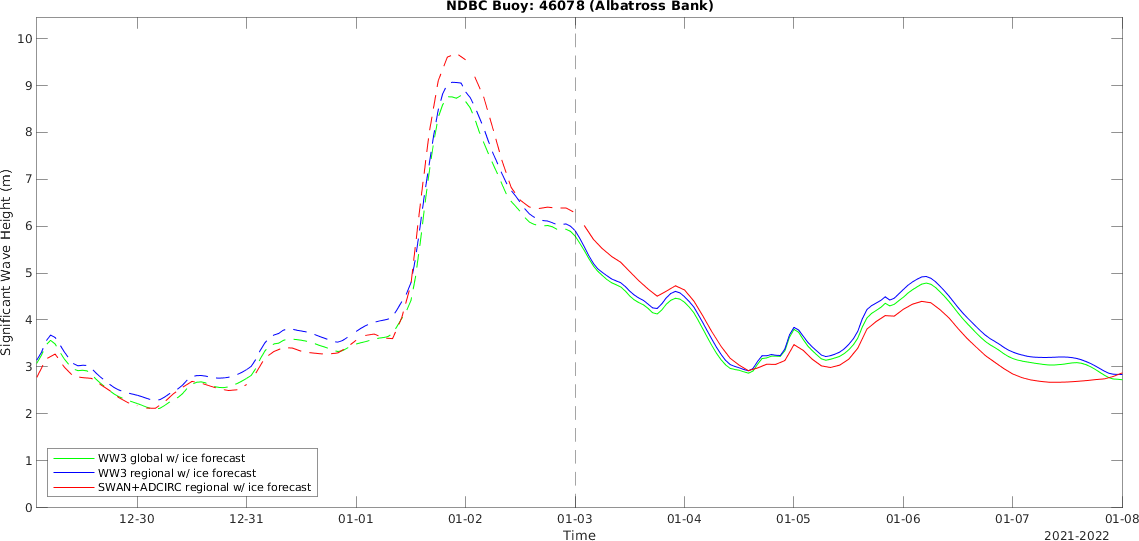 NDBC Buoy: 46078 (Albatross Bank)
Significant Wave Height (m)
10
9
8
7
6
5
4
3
2
1
0
WW3 global w/ ice forecast
WW3 regional w/ ice forecast
SWAN+ADCIRC regional w/ ice forecast
12-30 12-31 01-01 01-02 01-03 01-04 01-05 01-06 01-07 01-08
Time
2021-2022